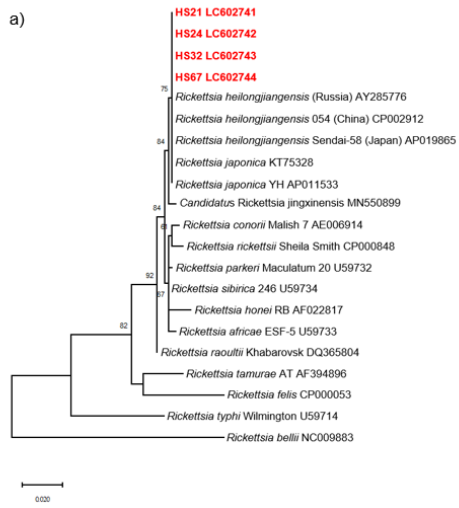 a)
HS21 LC602741
HS24 LC602742
HS32 LC602743
HS67 LC602744
75
Rickettsia heilongjiangensis (Russia) AY285776
Rickettsia heilongjiangensis 054 (China) CP002912
84
Rickettsia heilongjiangensis Sendai-58 (Japan) AP019865
Rickettsia japonica KT75328
Rickettsia japonica YH AP011533
Candidatus Rickettsia jingxinensis MN550899
84
61
Rickettsia conorii Malish 7 AE006914
Rickettsia rickettsii Sheila Smith CP000848
Rickettsia parkeri Maculatum 20 U59732
92
Rickettsia sibirica 246 U59734
67
Rickettsia honei RB AF022817
82
Rickettsia africae ESF-5 U59733
Rickettsia raoultii Khabarovsk DQ365804
Rickettsia tamurae AT AF394896
Rickettsia felis CP000053
Rickettsia typhi Wilmington U59714
Rickettsia bellii NC009883
0.020